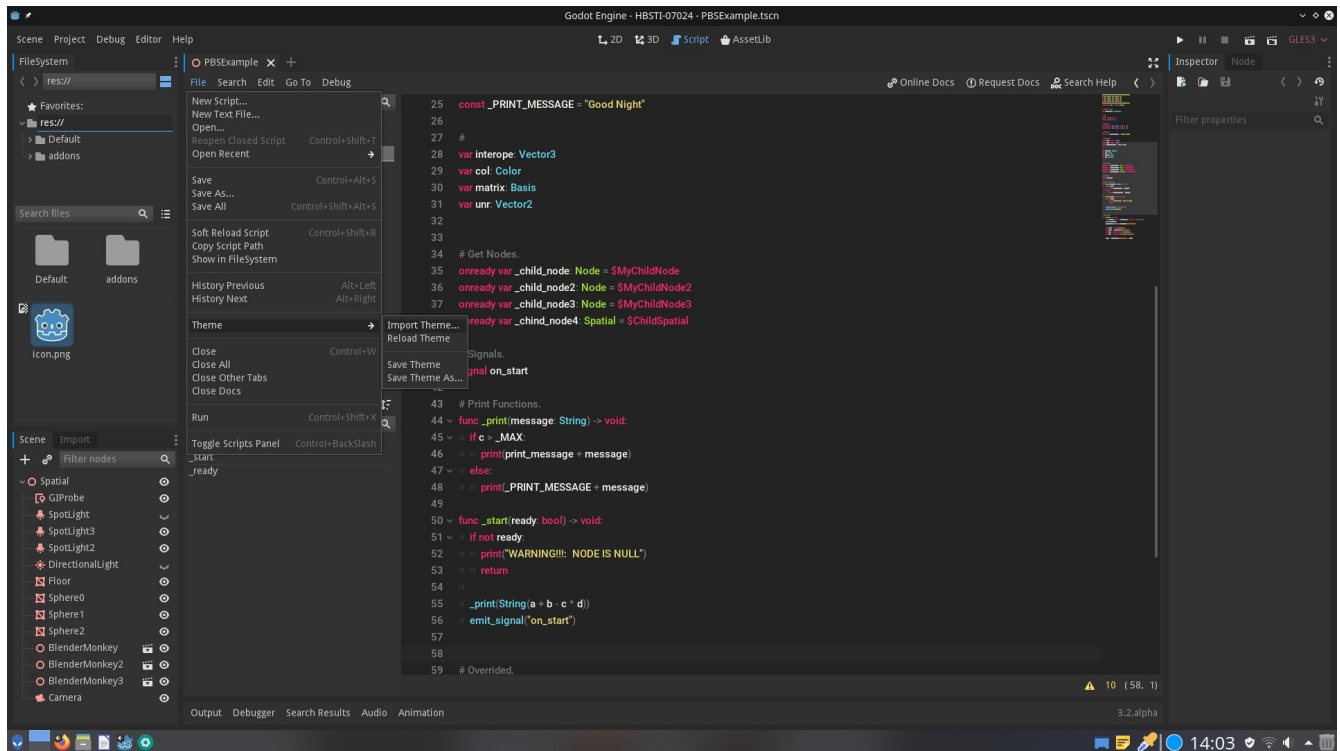 Godot Engine - HBSTI-07024 - PBSExample.tscn
Scene Project Debug Editor Help
2D 3D Script AssetLib
GLES3
FileSystem
res://
Favorites:
res://
Default
addons
Search files
Default addons
icon.png
Scene Import
Filter nodes
Spatial
GIProbe
SpotLight
SpotLight3
SpotLight2
DirectionalLight
Floor
Sphere0
Sphere1
Sphere2
BlenderMonkey
BlenderMonkey2
BlenderMonkey3
Camera
PBSExample
File Search Edit Go To Debug
Online Docs Request Docs Search Help
New Script...
New Text File...
Open...
Reopen Closed Script Control+Shift+T
Open Recent
Save Control+Alt+S
Save As...
Save All Control+Shift+Alt+S
Soft Reload Script Control+Shift+R
Copy Script Path
Show in FileSystem
History Previous Alt+Left
History Next Alt+Right
Theme
Close Control+W
Close All
Close Other Tabs
Close Docs
Run Control+Shift+X
Toggle Scripts Panel Control+BackSlash
Import Theme...
Reload Theme
Save Theme
Save Theme As...
_start
_ready
25 const _PRINT_MESSAGE = "Good Night"
26
27 #
28 var interope: Vector3
29 var col: Color
30 var matrix: Basis
31 var unr: Vector2
32
33
34 # Get Nodes.
35 onready var _child_node: Node = $MyChildNode
36 onready var _child_node2: Node = $MyChildNode2
37 onready var _child_node3: Node = $MyChildNode3
ready var _chind_node4: Spatial = $ChildSpatial
Signals.
gnal on_start
42
43 # Print Functions.
44 func _print(message: String) -> void:
45 if c > _MAX:
46 print(print_message + message)
47 else:
48 print(_PRINT_MESSAGE + message)
49
50 func _start(ready: bool) -> void:
51 if not ready:
52 print("WARNING!!!: NODE IS NULL")
53 return
54
55 _print(String(a + b - c * d))
56 emit_signal("on_start")
57
58
59 # Overrided.
10 (58, 1)
Output Debugger Search Results Audio Animation
3.2.alpha
Inspector Node
Filter properties
14:03